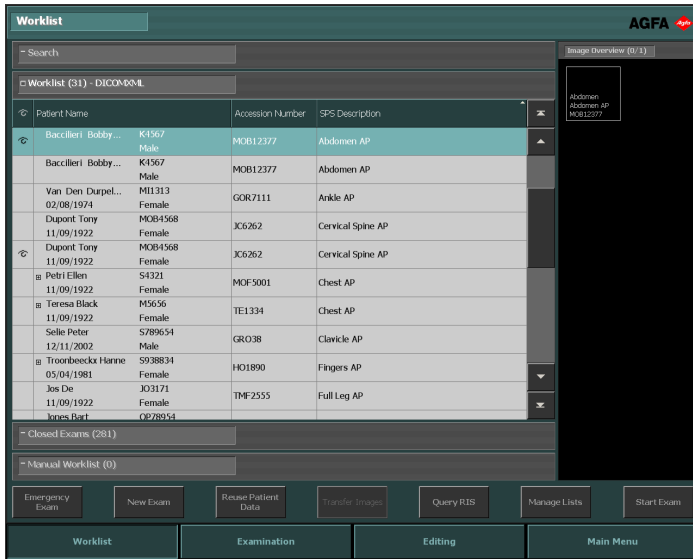 Worklist
AGFA
Agfa
Search
Image Overview (0/1)
Worklist (31) - DICOMXML
Abdomen
Abdomen AP
MOB12377
Patient Name Accession Number SPS Description
Baccilieri Bobby... K4567 MOB12377 Abdomen AP
Male
Baccilieri Bobby... K4567 MOB12377 Abdomen AP
Male
Van Den Durpel... MI1313 GOR7111 Ankle AP
02/08/1974 Female
Dupont Tony MOB4568 JC6262 Cervical Spine AP
11/09/1922 Female
Dupont Tony MOB4568 JC6262 Cervical Spine AP
11/09/1922 Female
Petri Ellen S4321 MOF5001 Chest AP
11/09/1922 Female
Teresa Black M5656 TE1334 Chest AP
11/09/1922 Female
Selie Peter S789654 GRO38 Clavicle AP
12/11/2002 Male
Troonbeeckx Hanne S938834 HO1890 Fingers AP
05/04/1981 Female
Jos De JO3171 TMF2555 Full Leg AP
11/09/1922 Female
Jones Bart OP78954
Closed Exams (281)
Manual Worklist (0)
Emergency Exam
New Exam
Reuse Patient Data
Transfer Images
Query RIS
Manage Lists
Start Exam
Worklist
Examination
Editing
Main Menu